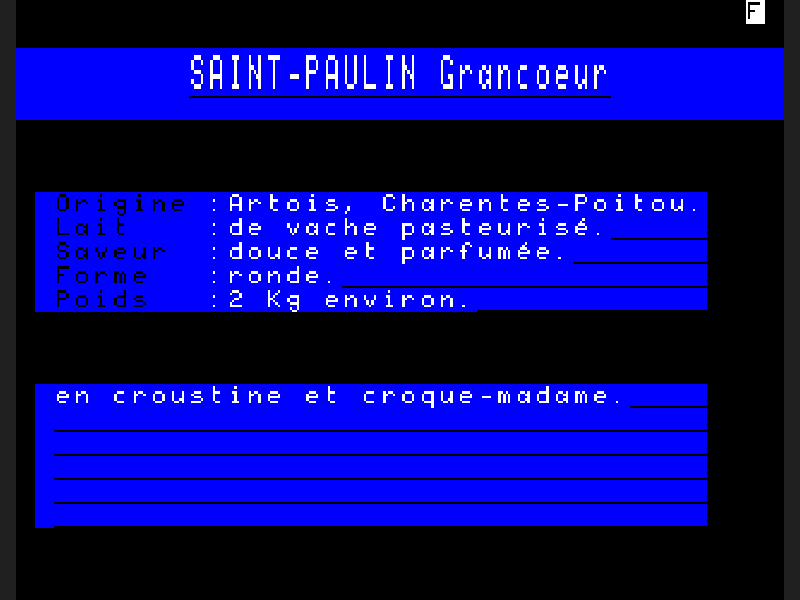 F
SAINT-PAULIN Grancoeur
Origine :Artois, Charentes-Poitou.
Lait :de vache pasteurisé.
Saveur :douce et parfumée.
Forme :ronde.
Poids :2 Kg environ.
en croustine et croque-madame.